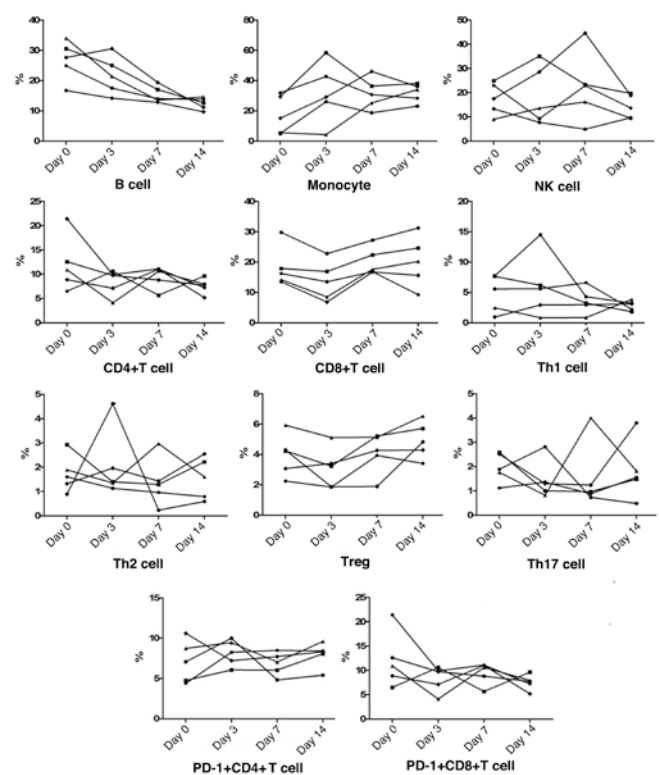 40
30
20
10
0
%
Day 0
Day 3
Day 7
Day 14
B cell
80
60
40
20
0
%
Day 0
Day 3
Day 7
Day 14
Monocyte
50
40
30
20
10
0
%
Day 0
Day 3
Day 7
Day 14
NK cell
25
20
15
10
5
0
%
Day 0
Day 3
Day 7
Day 14
CD4+T cell
40
30
20
10
0
%
Day 0
Day 3
Day 7
Day 14
CD8+T cell
20
15
10
5
0
%
Day 0
Day 3
Day 7
Day 14
Th1 cell
5
4
3
2
1
0
%
Day 0
Day 3
Day 7
Day 14
Th2 cell
8
6
4
2
0
%
Day 0
Day 3
Day 7
Day 14
Treg
5
4
3
2
1
0
%
Day 0
Day 3
Day 7
Day 14
Th17 cell
15
10
5
0
%
Day 0
Day 3
Day 7
Day 14
PD-1+CD4+T cell
25
20
15
10
5
0
%
Day 0
Day 3
Day 7
Day 14
PD-1+CD8+T cell